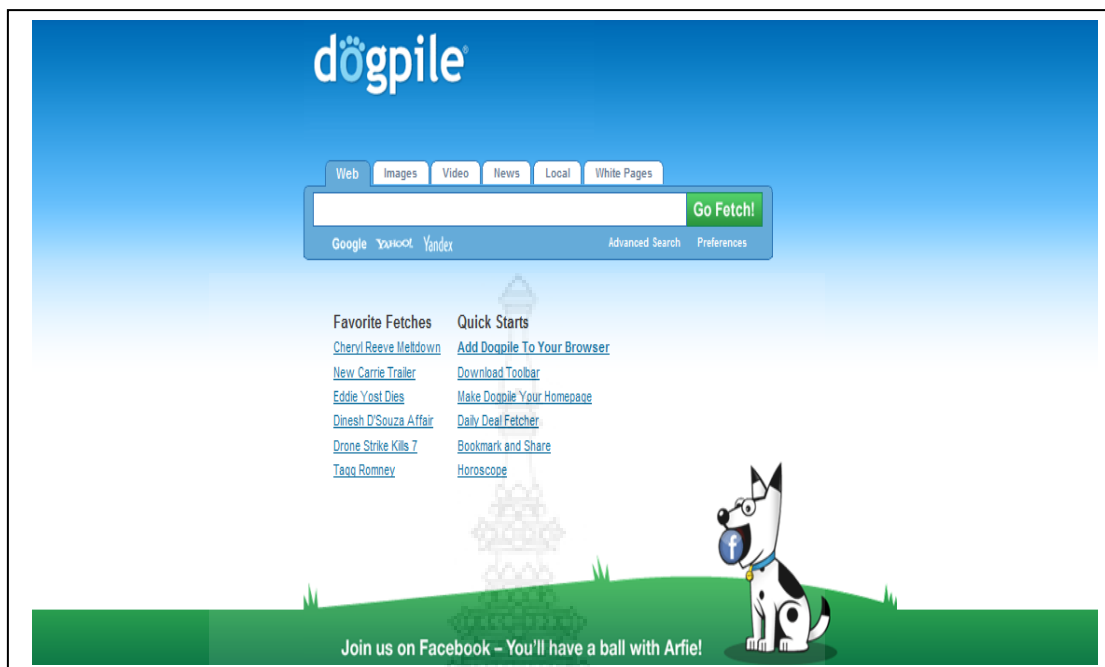 dögpile®
Web Images Video News Local White Pages
Go Fetch!
Google YAHOO! Yandex Advanced Search Preferences
Favorite Fetches
Cheryl Reeve Meltdown
New Carrie Trailer
Eddie Yost Dies
Dinesh D'Souza Affair
Drone Strike Kills 7
Tagg Romney
Quick Starts
Add Dogpile To Your Browser
Download Toolbar
Make Dogpile Your Homepage
Daily Deal Fetcher
Bookmark and Share
Horoscope
f
Join us on Facebook – You'll have a ball with Arfie!